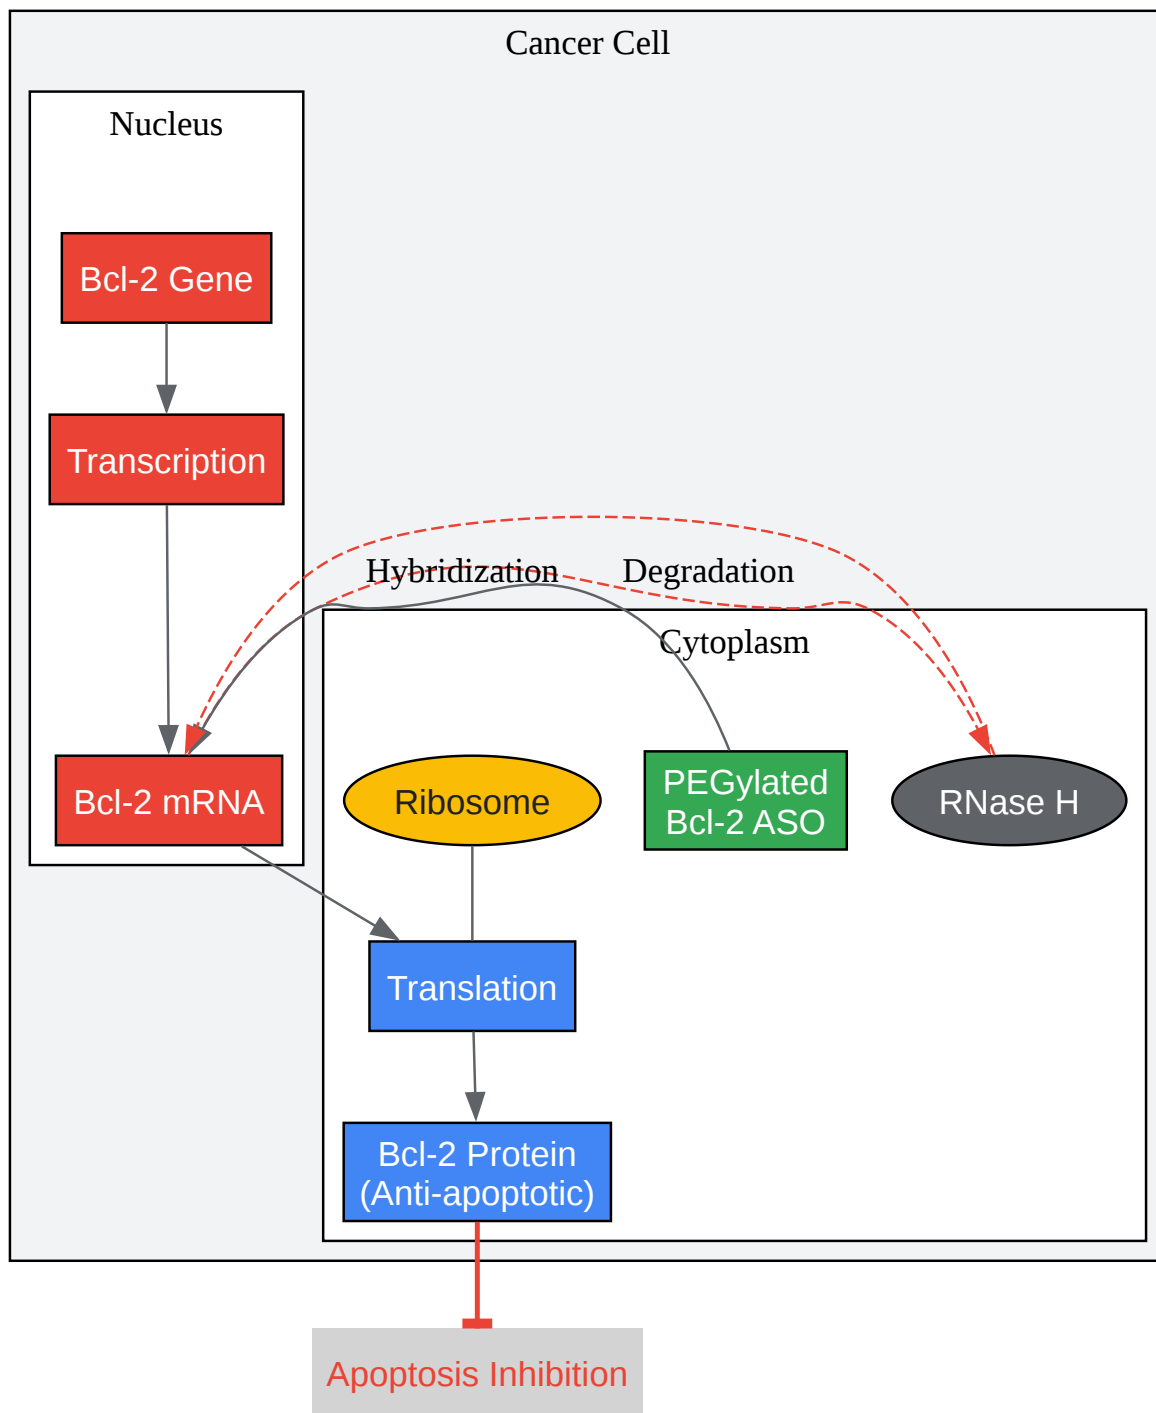 Cancer Cell
Nucleus
Bcl-2 Gene
Transcription
Hybridization
Degradation
Cytoplasm
Bcl-2 mRNA
Ribosome
PEGylated
Bcl-2 ASO
RNase H
Translation
Bcl-2 Protein
(Anti-apoptotic)
Apoptosis Inhibition